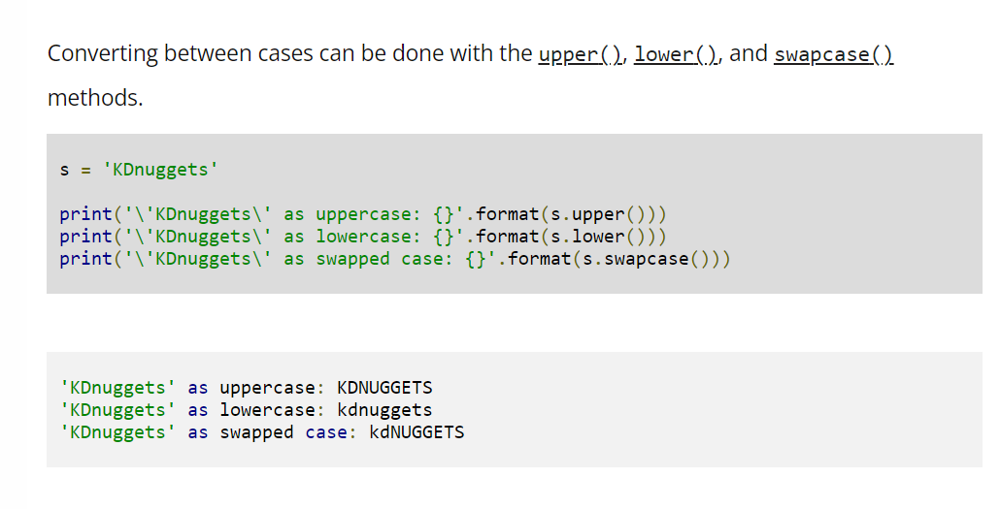 Converting between cases can be done with the upper(), lower(), and swapcase()
methods.
s = 'KDnuggets'
print('\'KDnuggets\' as uppercase: {}'.format(s.upper()))
print('\'KDnuggets\' as lowercase: {}'.format(s.lower()))
print('\'KDnuggets\' as swapped case: {}'.format(s.swapcase()))
'KDnuggets' as uppercase: KDNUGGETS
'KDnuggets' as lowercase: kdnuggets
'KDnuggets' as swapped case: kdNUGGETS